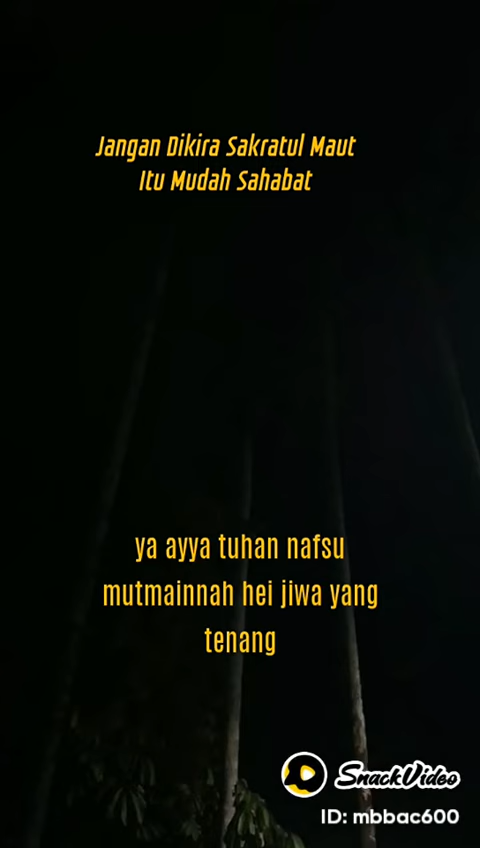 Jangan Dikira Sakratul Maut
Itu Mudah Sahabat
ya ayya tuhan nafsu
mutmainnah hei jiwa yang
tenang
SnackVideo
ID: mbbac600